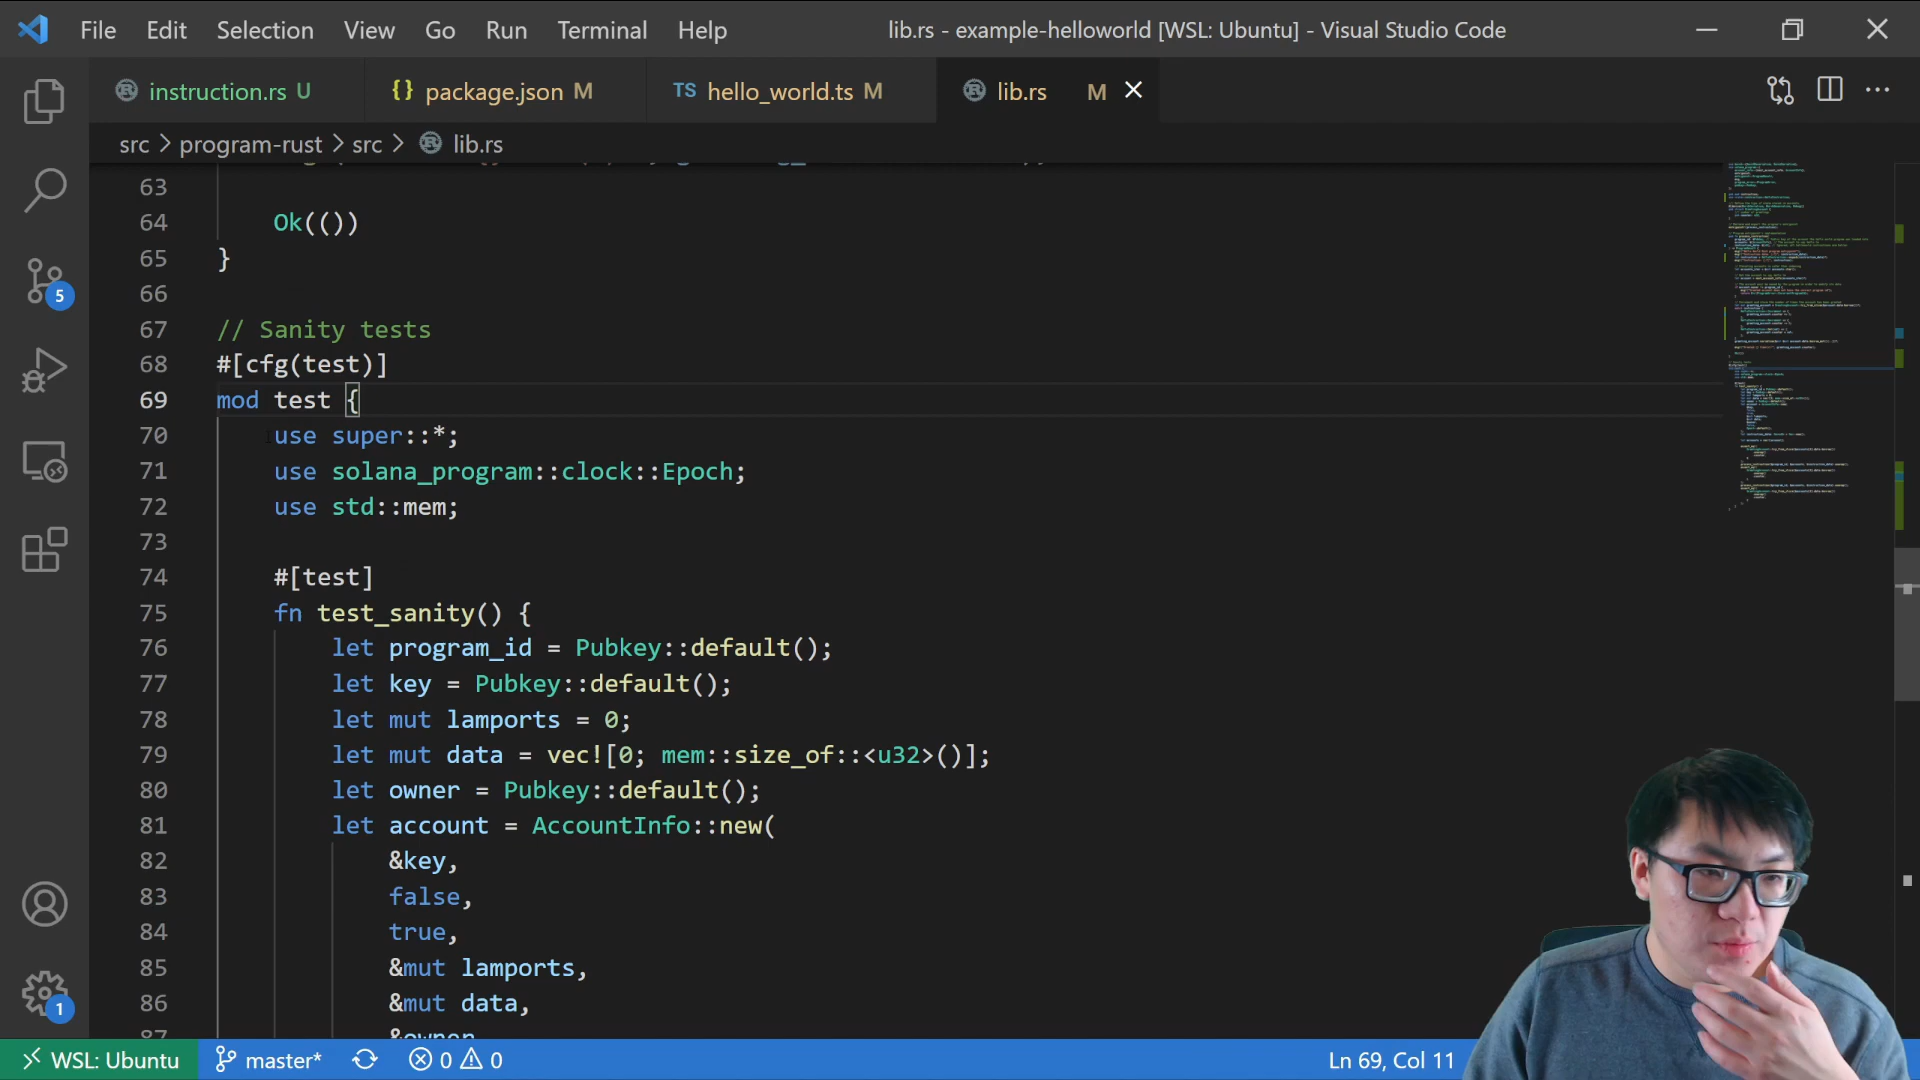 File Edit Selection View Go Run Terminal Help lib.rs - example-helloworld [WSL: Ubuntu] - Visual Studio Code
instruction.rs U {} package.json M TS hello_world.ts M lib.rs M
src > program-rust > src > lib.rs
63
64 Ok(())
65 }
66
67 // Sanity tests
68 #[cfg(test)]
69 mod test {
70 use super::*;
71 use solana_program::clock::Epoch;
72 use std::mem;
73
74 #[test]
75 fn test_sanity() {
76 let program_id = Pubkey::default();
77 let key = Pubkey::default();
78 let mut lamports = 0;
79 let mut data = vec![0; mem::size_of::<u32>()];
80 let owner = Pubkey::default();
81 let account = AccountInfo::new(
82 &key,
83 false,
84 true,
85 &mut lamports,
86 &mut data,
87 &owner
5
1
WSL: Ubuntu master* 0 0 Ln 69, Col 11